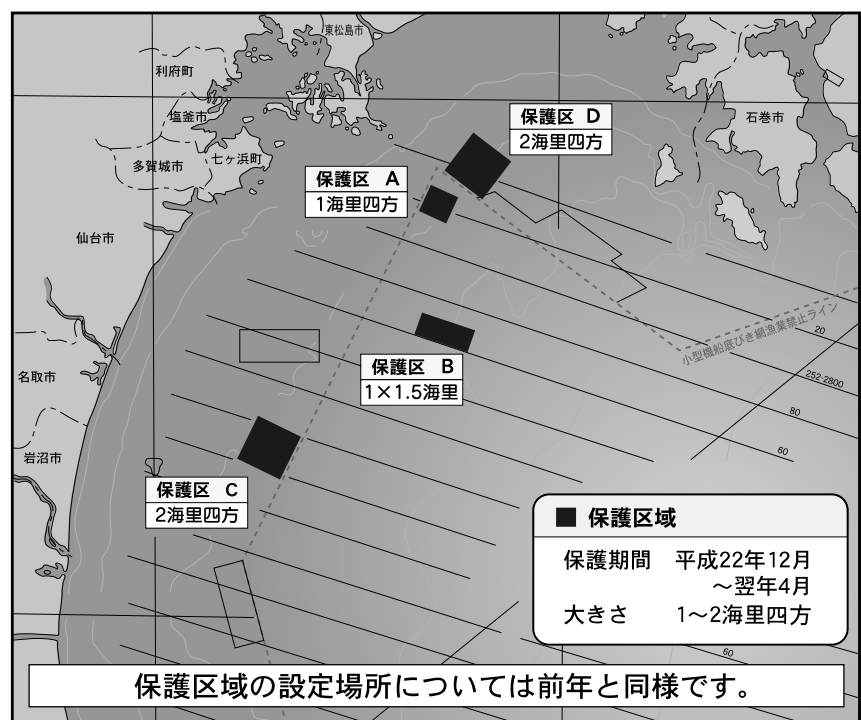 東松島市
利府町
塩釜市
多賀城市
七ヶ浜町
仙台市
名取市
岩沼市
石巻市
保護区 D
2海里四方
保護区 A
1海里四方
保護区 B
1×1.5海里
保護区 C
2海里四方
小型機船底びき網漁業禁止ライン
20
252-2800
80
60
■ 保護区域
保護期間 平成22年12月
～翌年4月
大きさ 1～2海里四方
60
保護区域の設定場所については前年と同様です。